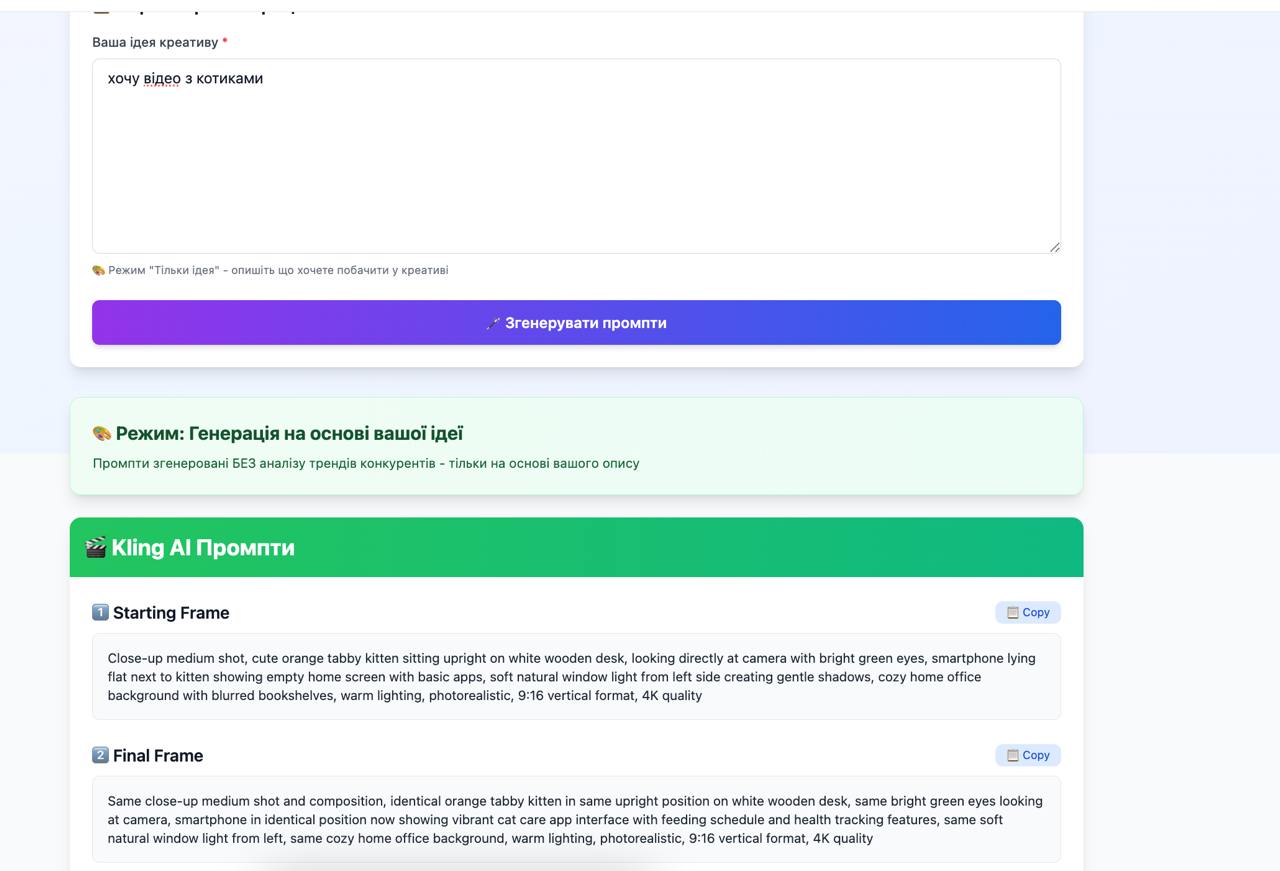 Ваша ідея креативу *
хочу відео з котиками
🎨 Режим "Тільки ідея" - опишіть що хочете побачити у креативі
🪄 Згенерувати промпти
🎨 Режим: Генерація на основі вашої ідеї
Промпти згенеровані БЕЗ аналізу трендів конкурентів - тільки на основі вашого опису
🎬 Kling AI Промпти
1️⃣ Starting Frame
📋 Copy
Close-up medium shot, cute orange tabby kitten sitting upright on white wooden desk, looking directly at camera with bright green eyes, smartphone lying
flat next to kitten showing empty home screen with basic apps, soft natural window light from left side creating gentle shadows, cozy home office
background with blurred bookshelves, warm lighting, photorealistic, 9:16 vertical format, 4K quality
2️⃣ Final Frame
📋 Copy
Same close-up medium shot and composition, identical orange tabby kitten in same upright position on white wooden desk, same bright green eyes looking
at camera, smartphone in identical position now showing vibrant cat care app interface with feeding schedule and health tracking features, same soft
natural window light from left, same cozy home office background, warm lighting, photorealistic, 9:16 vertical format, 4K quality